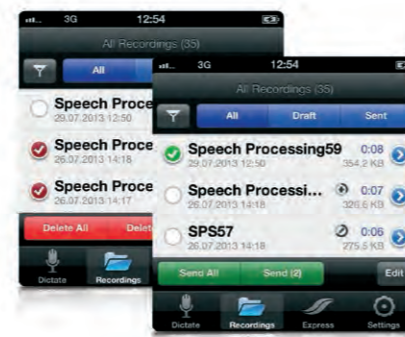 3G 12:54
All Recordings (35)
All
Speech Proce
29.07.2013 12:50
Speech Proce
26.07.2013 14:18
Speech Proce
26.07.2013 14:17
Delete All Delet
Dictate Recordings
3G 12:54
All Recordings (35)
All Draft Sent
Speech Processing59 0:08
29.07.2013 12:50 354.2 KB
Speech Processi... 0:07
26.07.2013 14:18 326.6 KB
SPS57 0:06
26.07.2013 14:18 275.5 KB
Send All Send (2) Edit
Dictate Recordings Express Settings